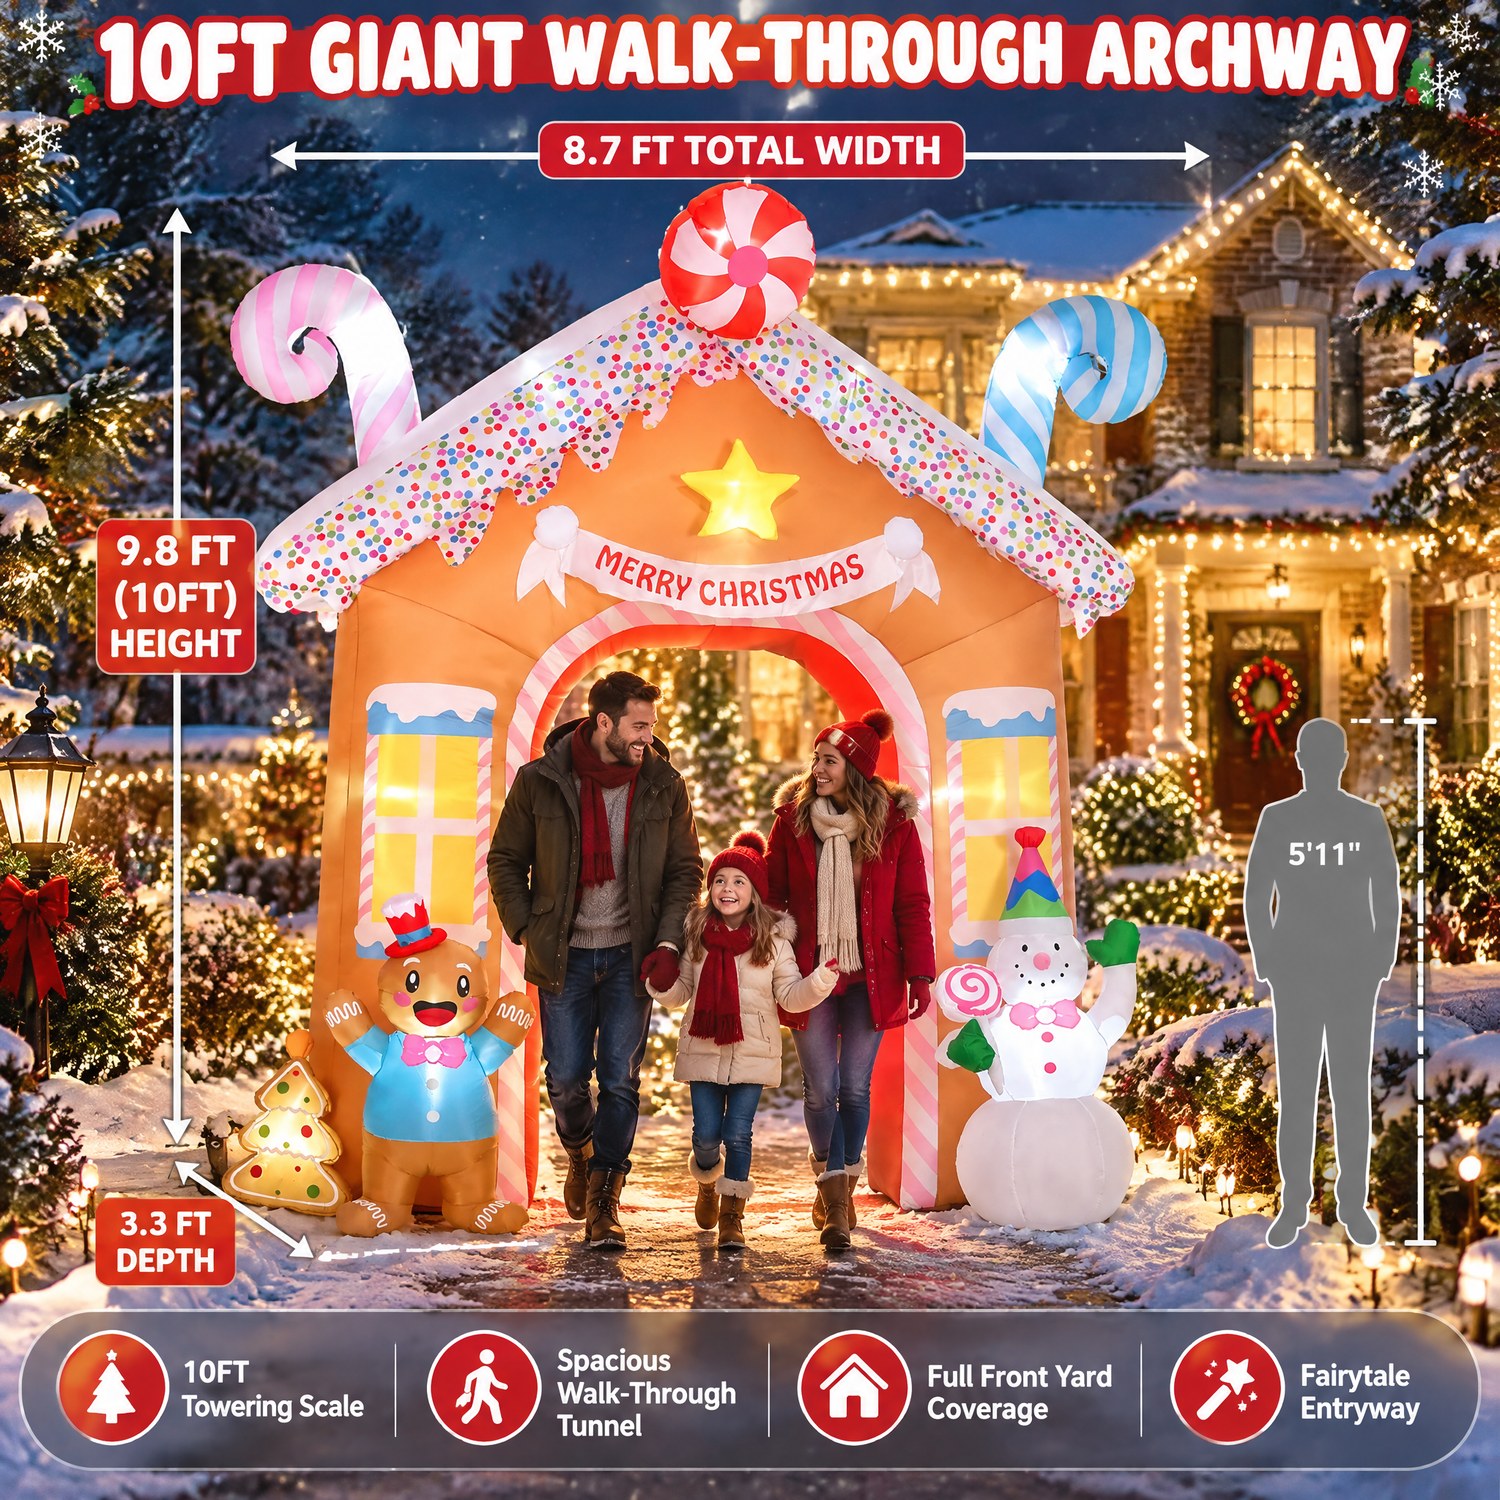 10FT GIANT WALK-THROUGH ARCHWAY
8.7 FT TOTAL WIDTH
9.8 FT
(10FT)
HEIGHT
MERRY CHRISTMAS
5'11"
3.3 FT
DEPTH
10FT
Towering Scale
Spacious
Walk-Through
Tunnel
Full Front Yard
Coverage
Fairytale
Entryway